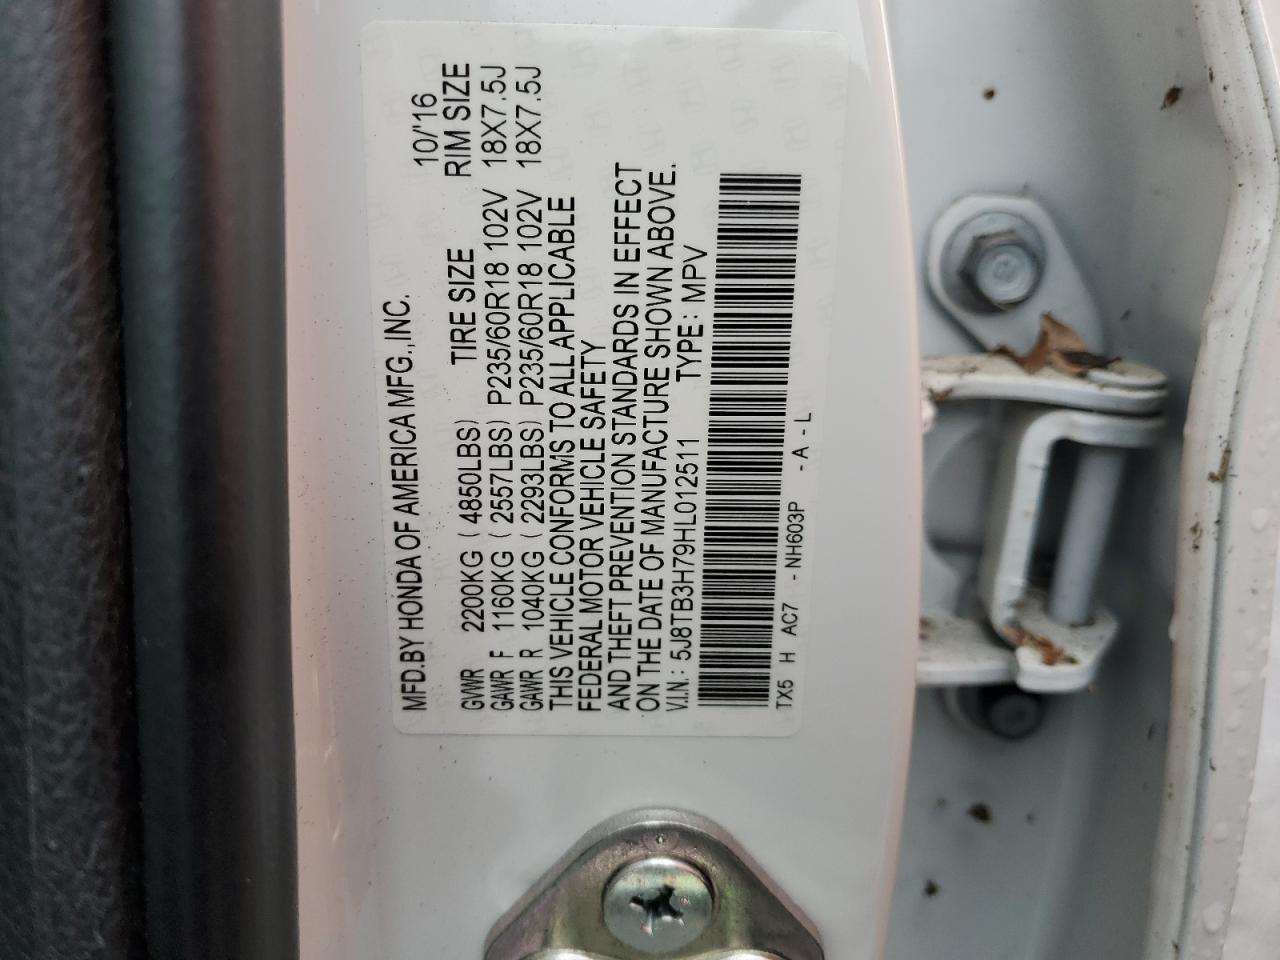 MFD.BY HONDA OF AMERICA MFG.,INC. 10/'16
TIRE SIZE RIM SIZE
GVWR 2200KG ( 4850LBS)
GAWR F 1160KG ( 2557LBS) P235/60R18 102V 18X7.5J
GAWR R 1040KG ( 2293LBS) P235/60R18 102V 18X7.5J
THIS VEHICLE CONFORMS TO ALL APPLICABLE
FEDERAL MOTOR VEHICLE SAFETY
AND THEFT PREVENTION STANDARDS IN EFFECT
ON THE DATE OF MANUFACTURE SHOWN ABOVE.
V.I.N.: 5J8TB3H79HL012511 TYPE: MPV
TX5 H AC7 - NH603P - A - L